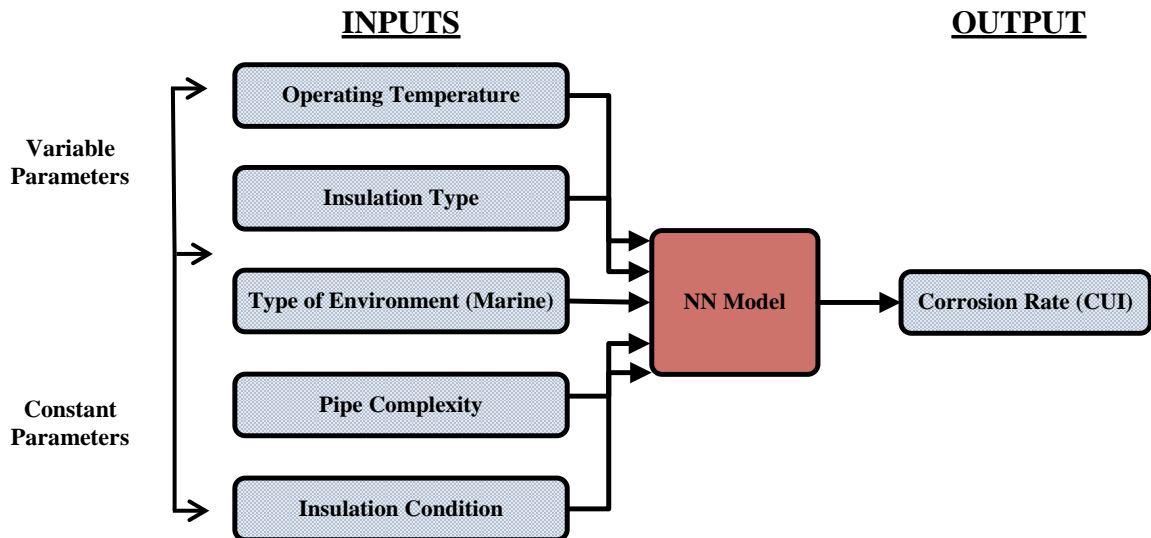 INPUTS
OUTPUT
Operating Temperature
Variable
Parameters
Insulation Type
Type of Environment (Marine)
NN Model
Corrosion Rate (CUI)
Pipe Complexity
Constant
Parameters
Insulation Condition